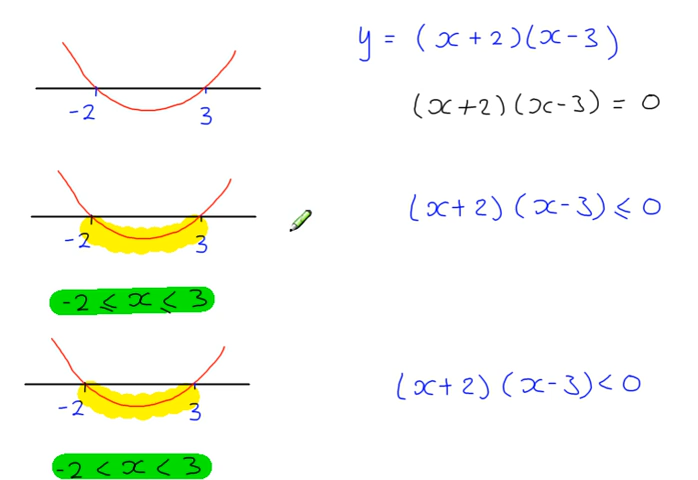 y = (x+2)(x-3)
-2 3
(x+2)(x-3) = 0
(x+2)(x-3) ≤ 0
-2 3
-2 ≤ x ≤ 3
(x+2)(x-3) < 0
-2 3
-2 < x < 3